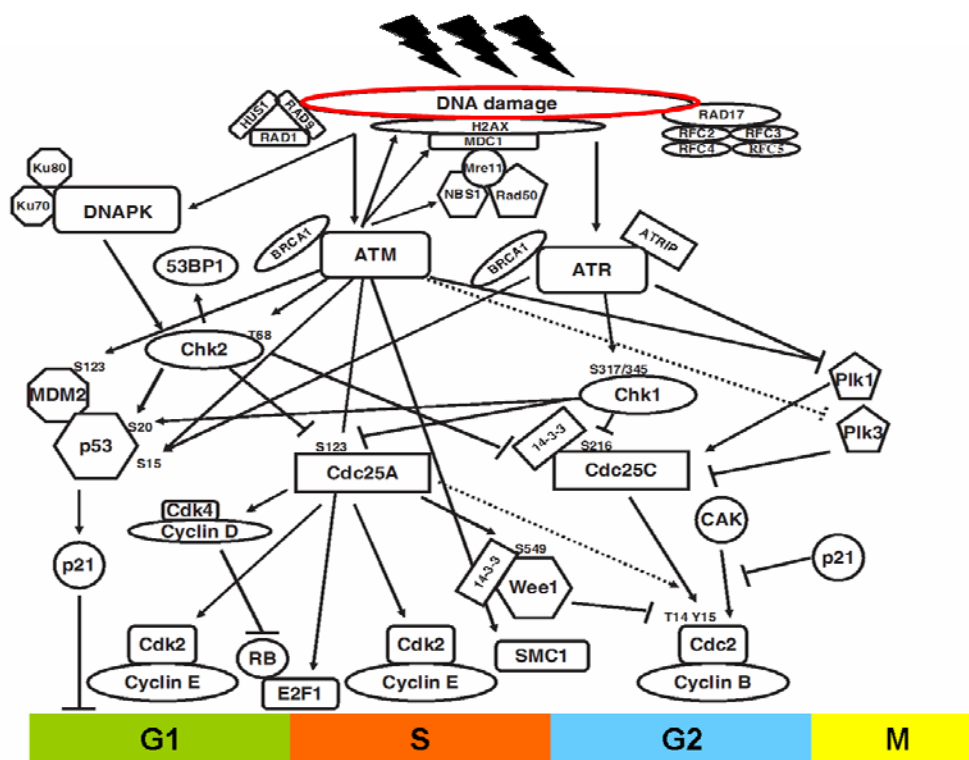 DNA damage
HUS1
RAD9
RAD1
H2AX
MDC1
RAD17
RFC2
RFC3
RFC4
RFC5
Mre11
NBS1
Rad50
Ku80
Ku70
DNAPK
BRCA1
ATM
BRCA1
ATR
ATRIP
53BP1
Chk2
T68
S317/345
Chk1
Plk1
Plk3
S123
MDM2
S20
p53
S15
S123
Cdc25A
14-3-3
S216
Cdc25C
Cdk4
Cyclin D
CAK
p21
p21
14-3-3
S549
Wee1
T14 Y15
Cdk2
Cyclin E
RB
E2F1
Cdk2
Cyclin E
SMC1
Cdc2
Cyclin B
G1
S
G2
M